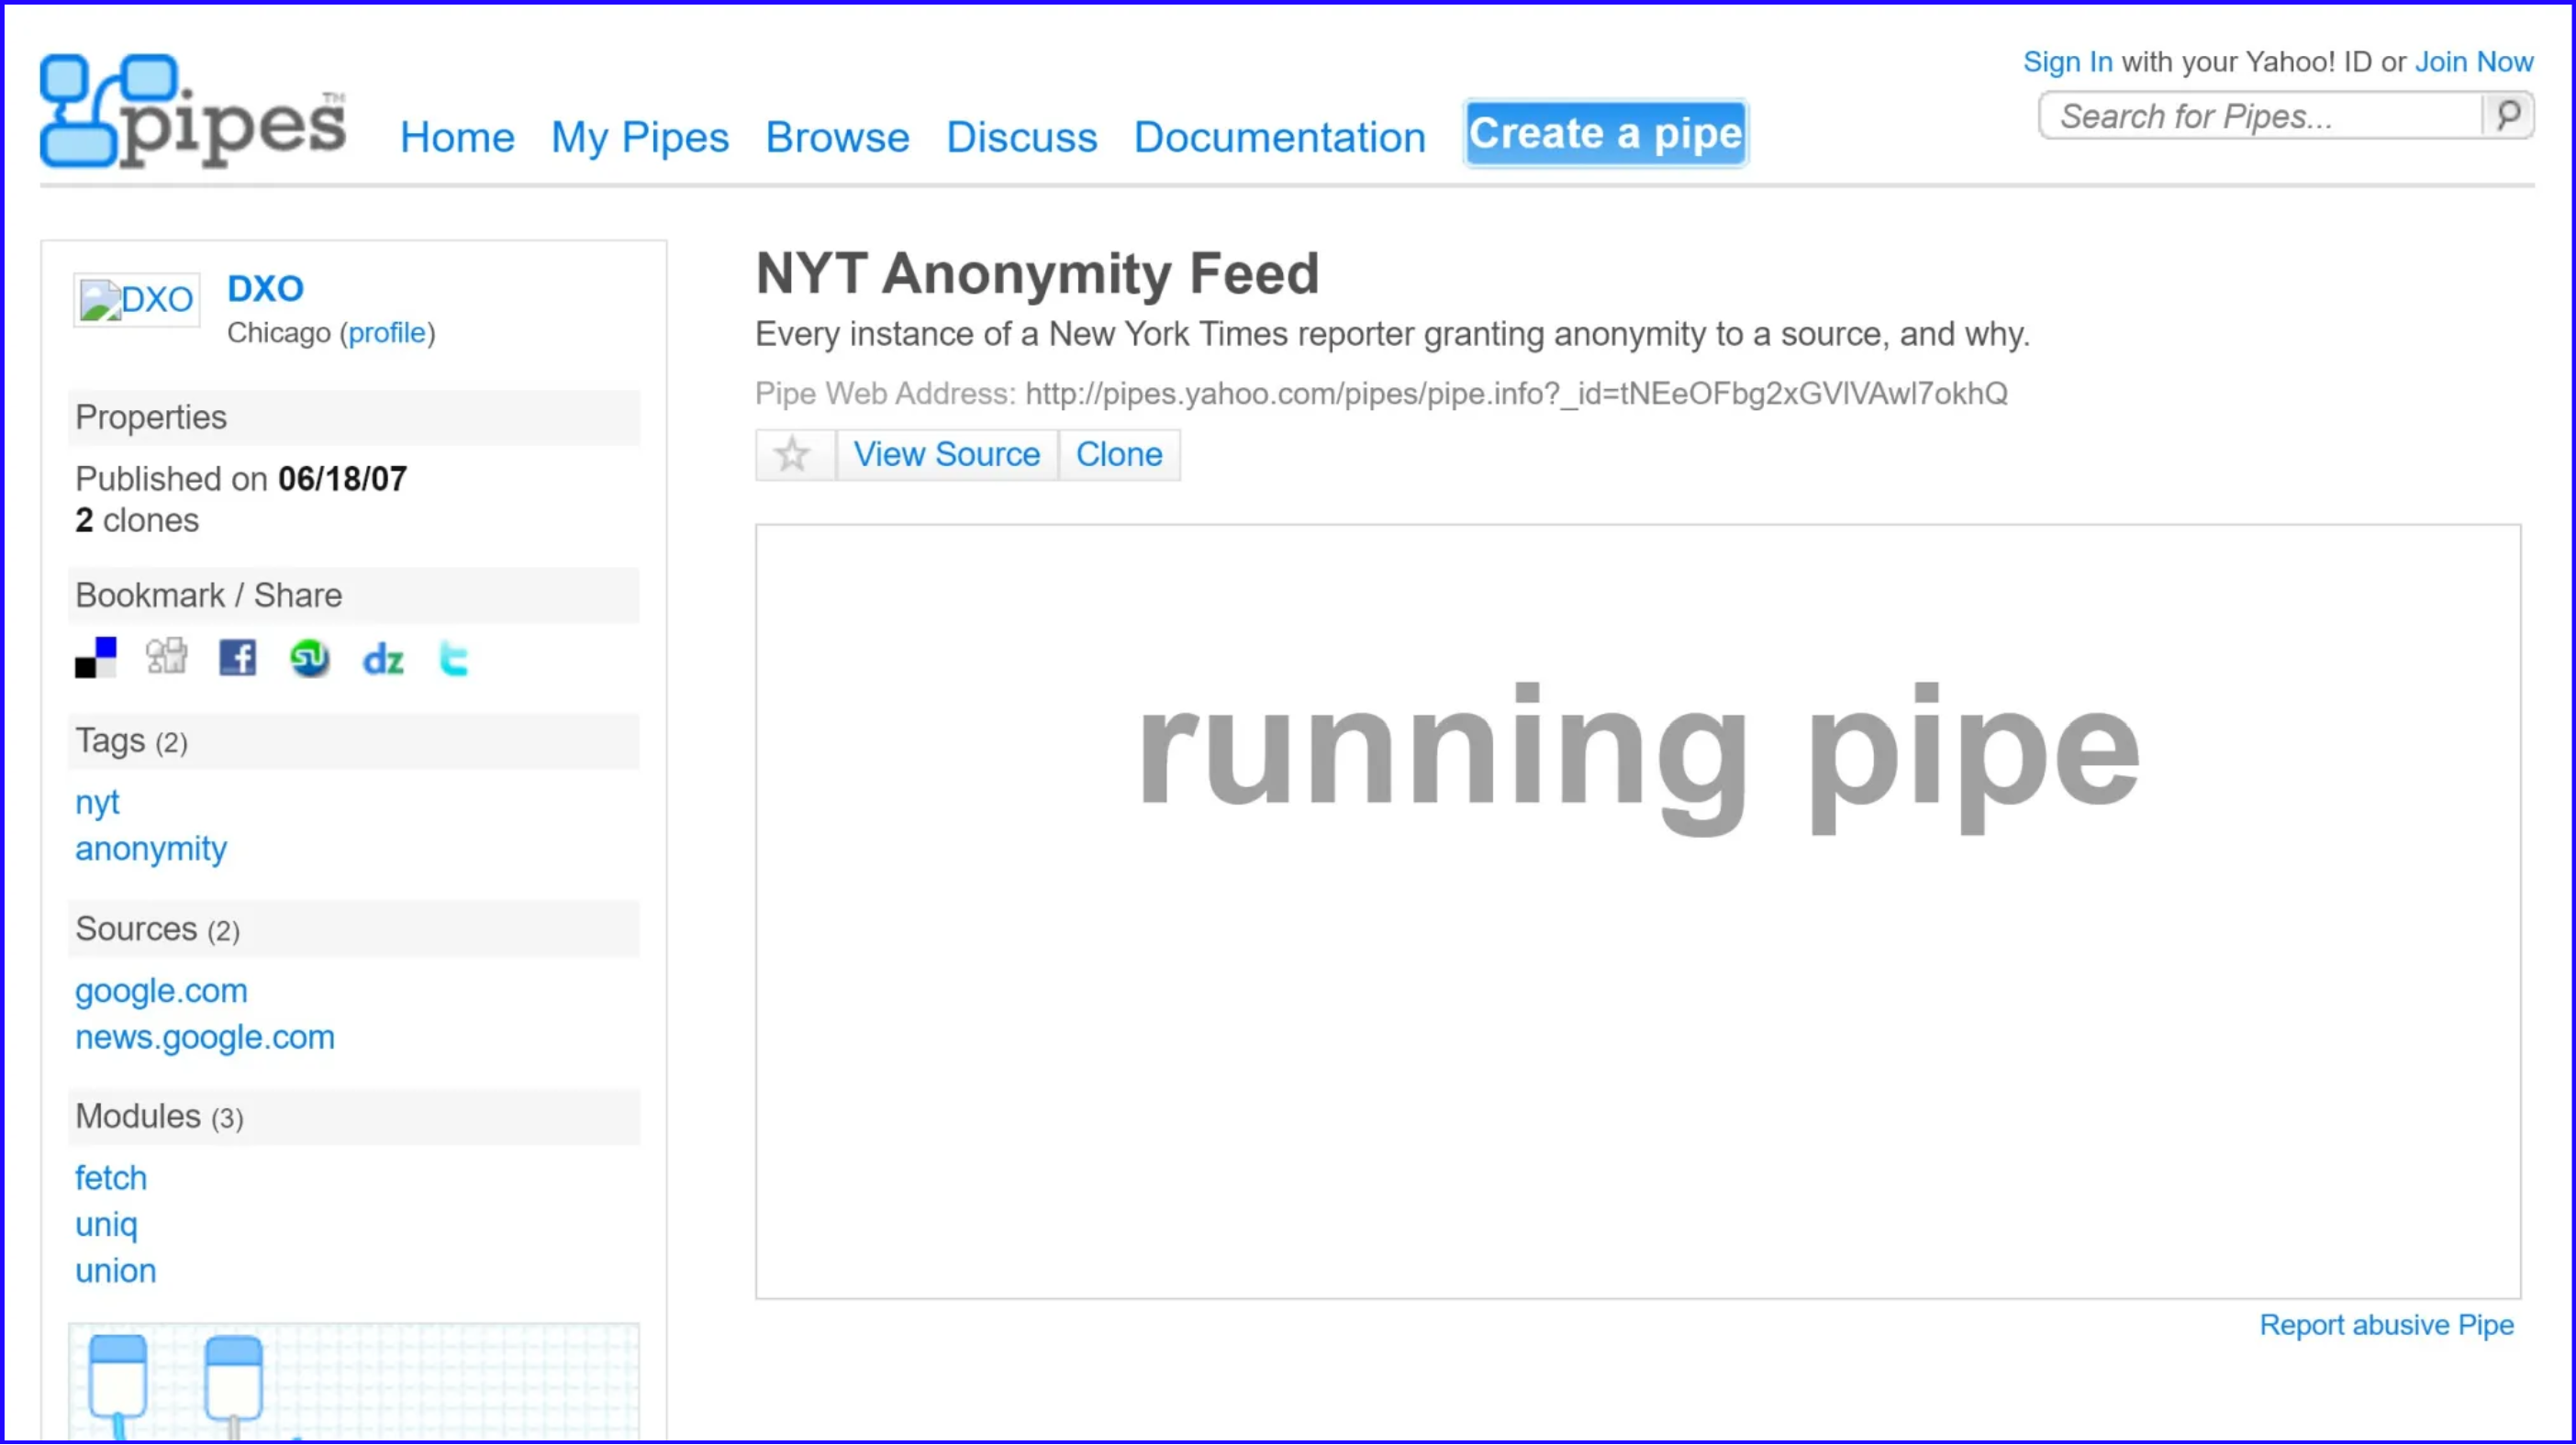 pipes™
Home My Pipes Browse Discuss Documentation Create a pipe
Sign In with your Yahoo! ID or Join Now
Search for Pipes...
DXO
DXO
Chicago (profile)
Properties
Published on 06/18/07
2 clones
Bookmark / Share
SU
dz
Tags (2)
nyt
anonymity
Sources (2)
google.com
news.google.com
Modules (3)
fetch
uniq
union
NYT Anonymity Feed
Every instance of a New York Times reporter granting anonymity to a source, and why.
Pipe Web Address: http://pipes.yahoo.com/pipes/pipe.info?_id=tNEeOFbg2xGVlVAwl7okhQ
View Source Clone
running pipe
Report abusive Pipe